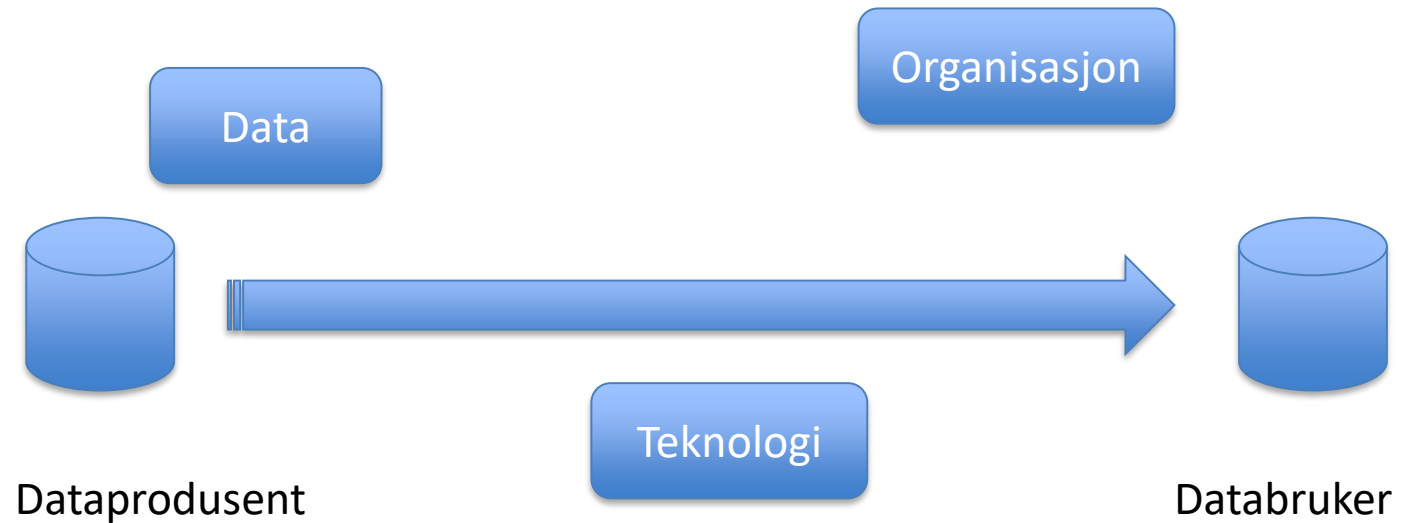 Organisasjon
Data
Teknologi
Dataprodusent
Databruker